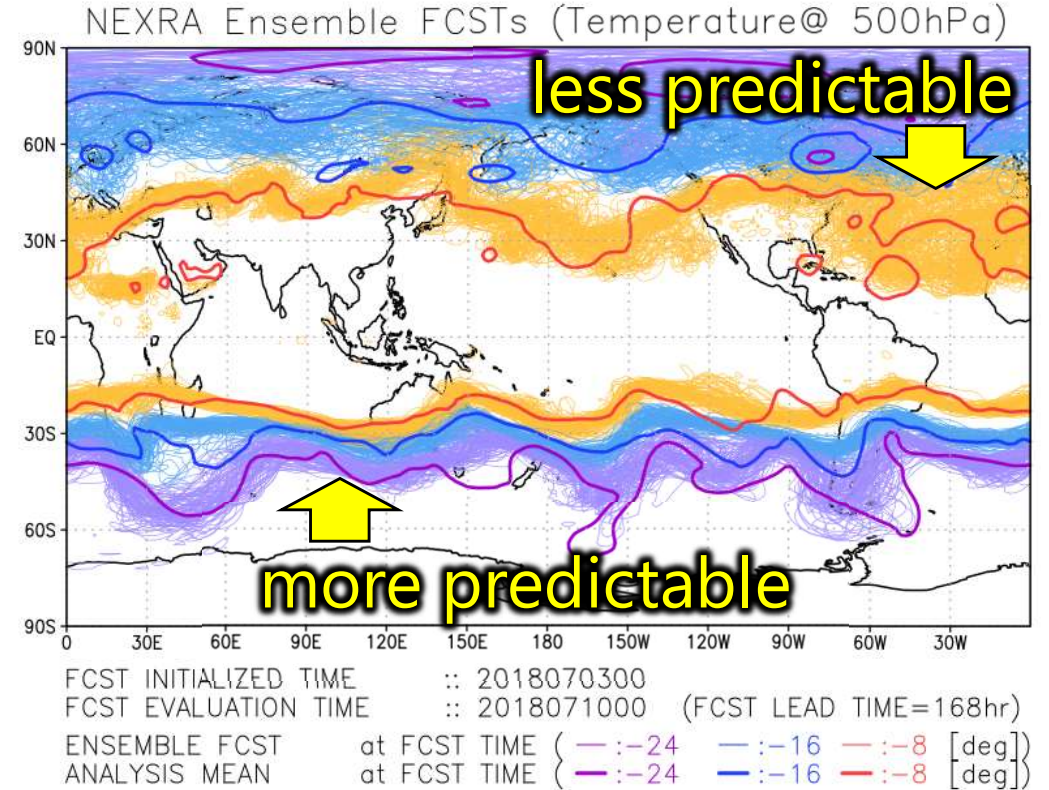 NEXRA Ensemble FCSTs (Temperature@ 500hPa)
90N
less predictable
60N
30N
EQ
30S
60S
more predictable
90S
0 30E 60E 90E 120E 150E 180 150W 120W 90W 60W 30W
FCST INITIALIZED TIME :: 2018070300
FCST EVALUATION TIME :: 2018071000 (FCST LEAD TIME=168hr)
ENSEMBLE FCST at FCST TIME ( — :-24 — :-16 — :-8 [deg])
ANALYSIS MEAN at FCST TIME ( — :-24 — :-16 — :-8 [deg])